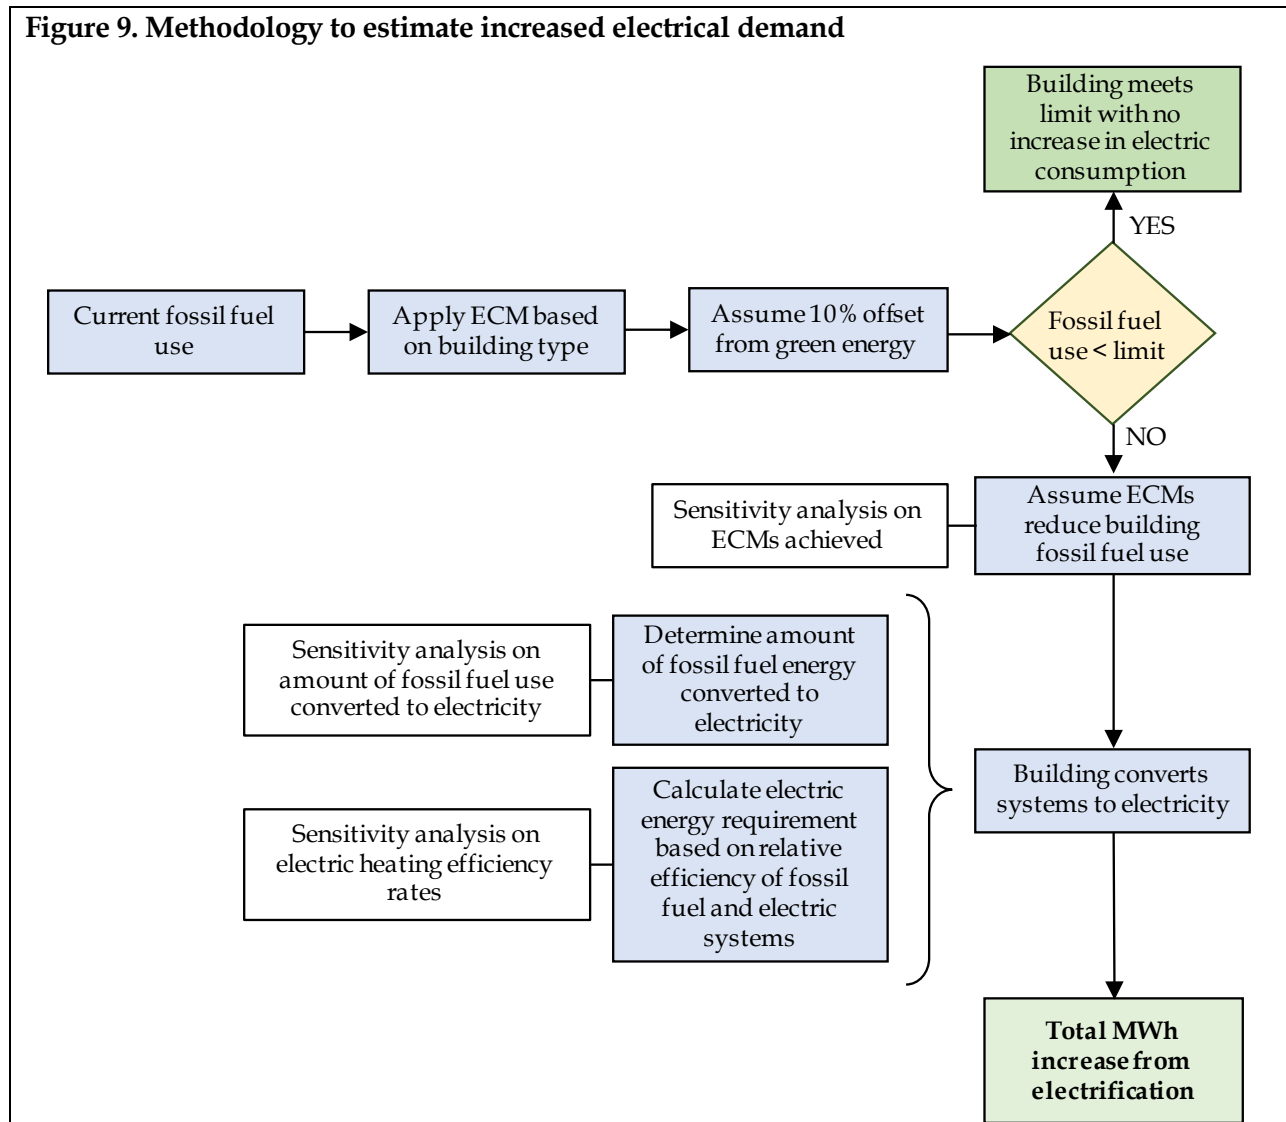 Figure 9. Methodology to estimate increased electrical demand
Building meets
limit with no
increase in electric
consumption
YES
Current fossil fuel
use
Apply ECM based
on building type
Assume 10% offset
from green energy
Fossil fuel
use < limit
NO
Sensitivity analysis on
ECMs achieved
Assume ECMs
reduce building
fossil fuel use
Sensitivity analysis on
amount of fossil fuel use
converted to electricity
Determine amount
of fossil fuel energy
converted to
electricity
Building converts
systems to electricity
Sensitivity analysis on
electric heating efficiency
rates
Calculate electric
energy requirement
based on relative
efficiency of fossil
fuel and electric
systems
Total MWh
increase from
electrification